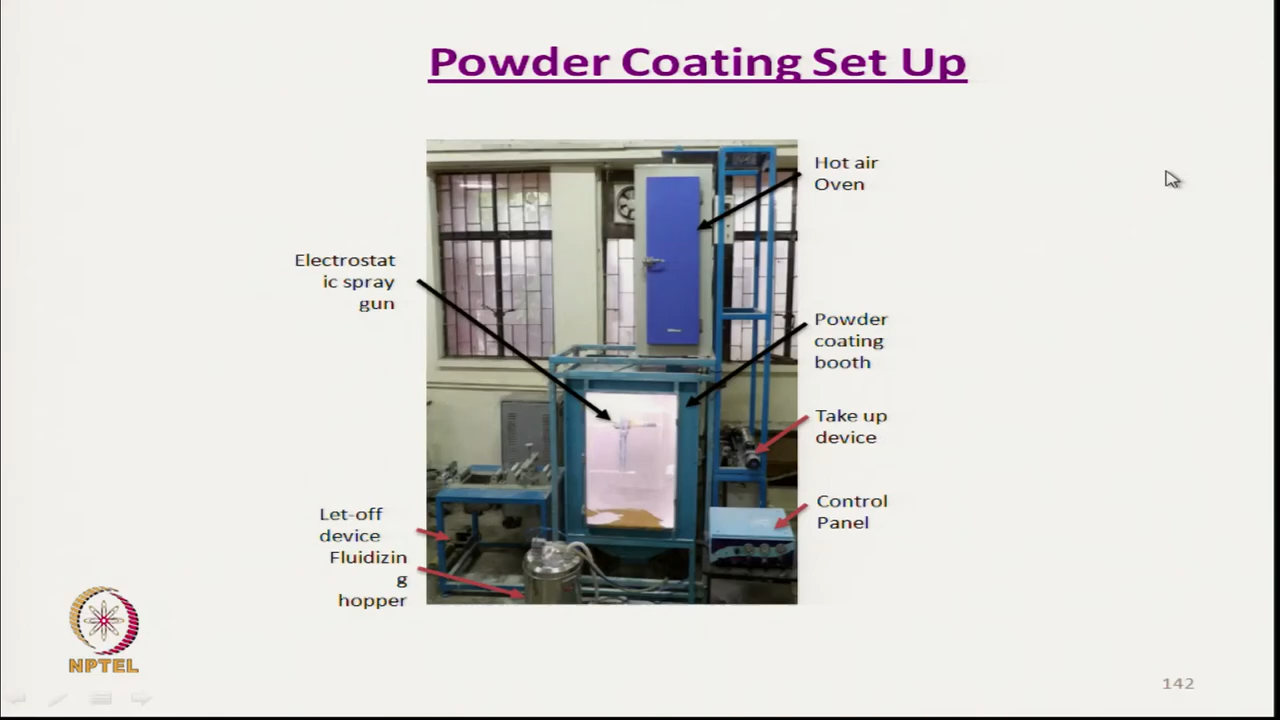 Powder Coating Set Up
Hot air
Oven
Electrostat
ic spray
gun
Powder
coating
booth
Take up
device
Let-off
device
Control
Panel
Fluidizin
g
hopper
NPTEL
142